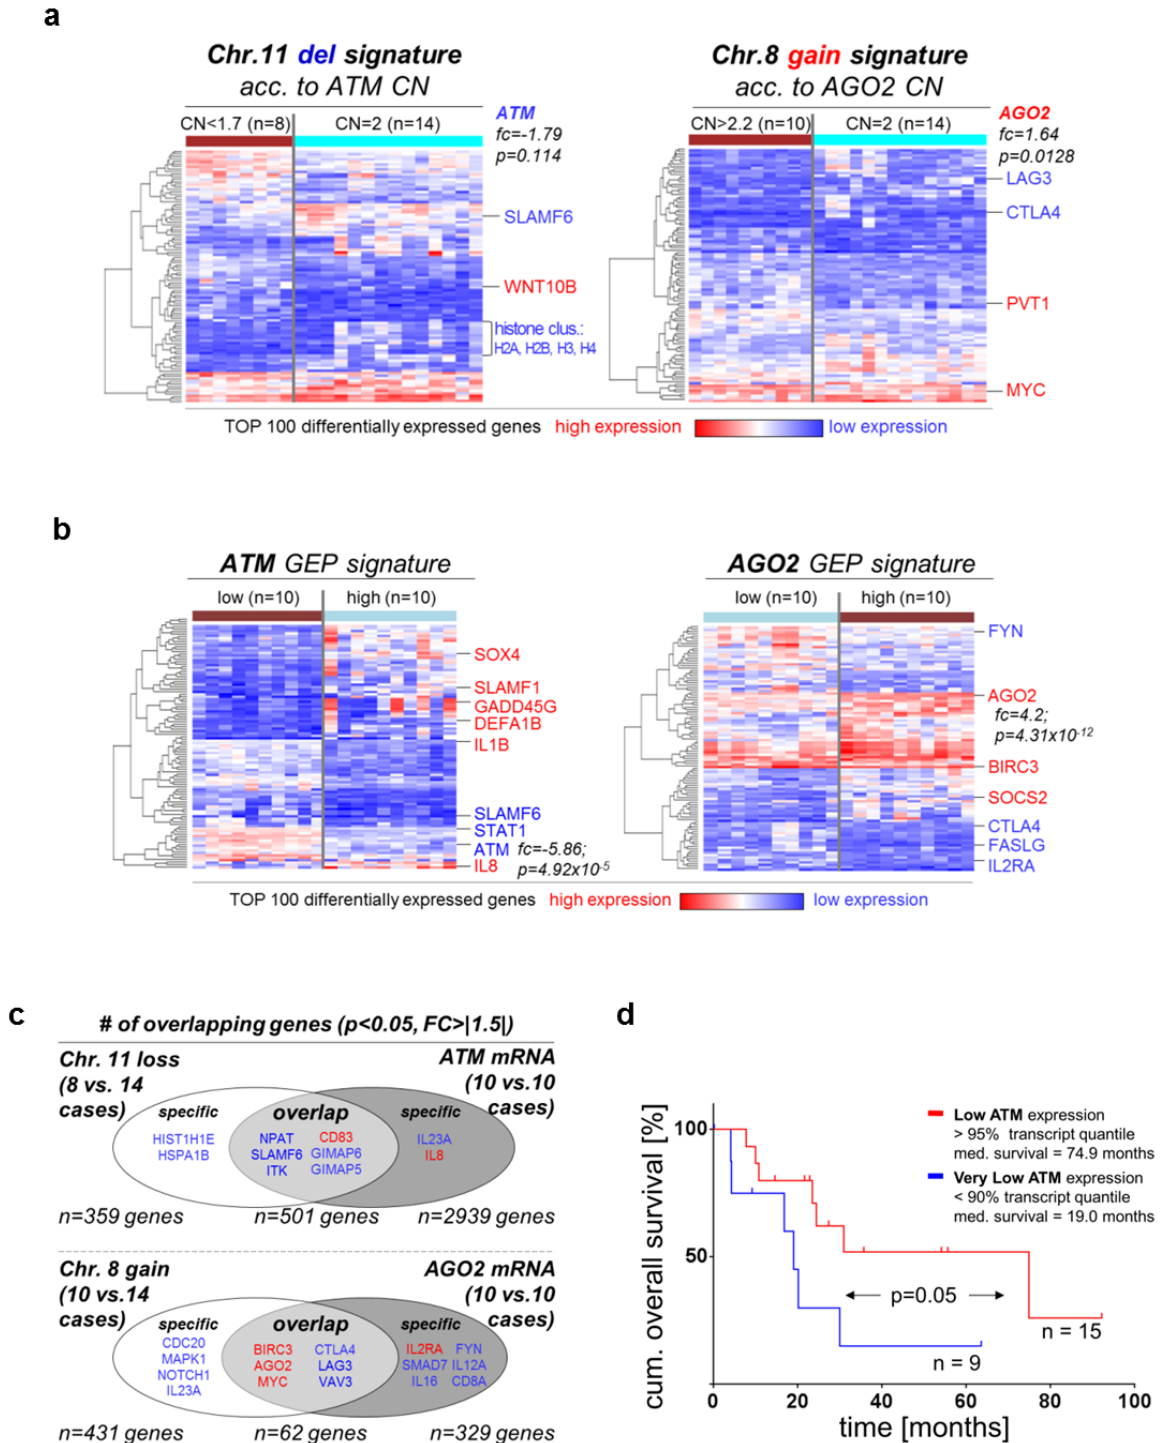 a
Chr.11 del signature
acc. to ATM CN
CN<1.7 (n=8)
CN=2 (n=14)
ATM
fc=-1.79
p=0.114
SLAMF6
WNT10B
histone clus.:
H2A, H2B, H3, H4
Chr.8 gain signature
acc. to AGO2 CN
CN>2.2 (n=10)
CN=2 (n=14)
AGO2
fc=1.64
p=0.0128
LAG3
CTLA4
PVT1
MYC
TOP 100 differentially expressed genes high expression low expression
b
ATM GEP signature
low (n=10)
high (n=10)
SOX4
SLAMF1
GADD45G
DEFA1B
IL1B
SLAMF6
STAT1
ATM fc=-5.86;
p=4.92x10-5
IL8
AGO2 GEP signature
low (n=10)
high (n=10)
FYN
AGO2
fc=4.2;
p=4.31x10-12
BIRC3
SOCS2
CTLA4
FASLG
IL2RA
TOP 100 differentially expressed genes high expression low expression
c
# of overlapping genes (p<0.05, FC>|1.5|)
Chr. 11 loss
(8 vs. 14
cases)
ATM mRNA
(10 vs.10
cases)
specific
overlap
specific
HIST1H1E
HSPA1B
NPAT
SLAMF6
ITK
CD83
GIMAP6
GIMAP5
IL23A
IL8
n=359 genes
n=501 genes
n=2939 genes
Chr. 8 gain
(10 vs.14
cases)
AGO2 mRNA
(10 vs.10
cases)
specific
overlap
specific
CDC20
MAPK1
NOTCH1
IL23A
BIRC3
AGO2
MYC
CTLA4
LAG3
VAV3
IL2RA FYN
SMAD7 IL12A
IL16 CD8A
n=431 genes
n=62 genes
n=329 genes
d
cum. overall survival [%]
100
50
0
20
40
60
80
100
time [months]
Low ATM expression
> 95% transcript quantile
med. survival = 74.9 months
Very Low ATM expression
< 90% transcript quantile
med. survival = 19.0 months
p=0.05
n = 15
n = 9